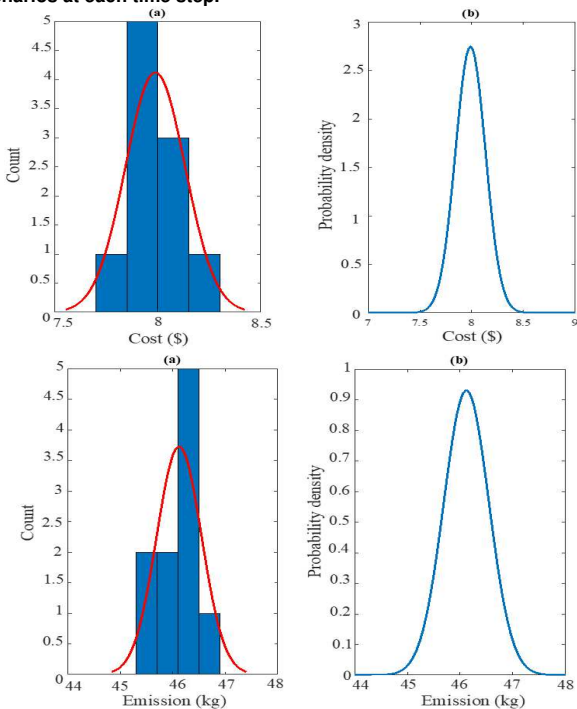 at each time step.
(a)
5
4.5
4
3.5
3
2.5
2
1.5
1
0.5
0
Count
7.5 8 8.5
Cost ($)
(b)
3
2.5
2
1.5
1
0.5
0
Probability density
7 7.5 8 8.5 9
Cost ($)
(a)
5
4.5
4
3.5
3
2.5
2
1.5
1
0.5
0
Count
44 45 46 47 48
Emission (kg)
(b)
1
0.9
0.8
0.7
0.6
0.5
0.4
0.3
0.2
0.1
0
Probability density
44 45 46 47 48
Emission (kg)